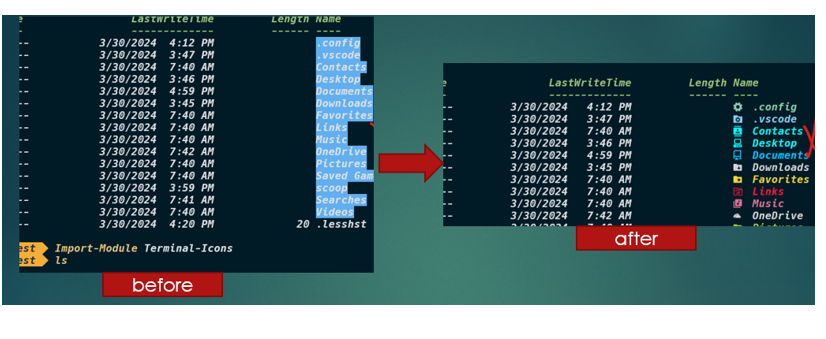 LastWriteTime Length Name
------------- ------ ----
-- 3/30/2024 4:12 PM .config
-- 3/30/2024 3:47 PM .vscode
-- 3/30/2024 7:40 AM Contacts
-- 3/30/2024 3:46 PM Desktop
-- 3/30/2024 4:59 PM Documents
-- 3/30/2024 3:45 PM Downloads
-- 3/30/2024 7:40 AM Favorites
-- 3/30/2024 7:40 AM Links
-- 3/30/2024 7:40 AM Music
-- 3/30/2024 7:42 AM OneDrive
-- 3/30/2024 7:40 AM Pictures
-- 3/30/2024 7:40 AM Saved Gam
-- 3/30/2024 3:59 PM scoop
-- 3/30/2024 7:41 AM Searches
-- 3/30/2024 7:40 AM Videos
-- 3/30/2024 4:20 PM 20 .lesshst
est Import-Module Terminal-Icons
est ls
before
LastWriteTime Length Name
------------- ------ ----
-- 3/30/2024 4:12 PM .config
-- 3/30/2024 3:47 PM .vscode
-- 3/30/2024 7:40 AM Contacts
-- 3/30/2024 3:46 PM Desktop
-- 3/30/2024 4:59 PM Documents
-- 3/30/2024 3:45 PM Downloads
-- 3/30/2024 7:40 AM Favorites
-- 3/30/2024 7:40 AM Links
-- 3/30/2024 7:40 AM Music
-- 3/30/2024 7:42 AM OneDrive
after